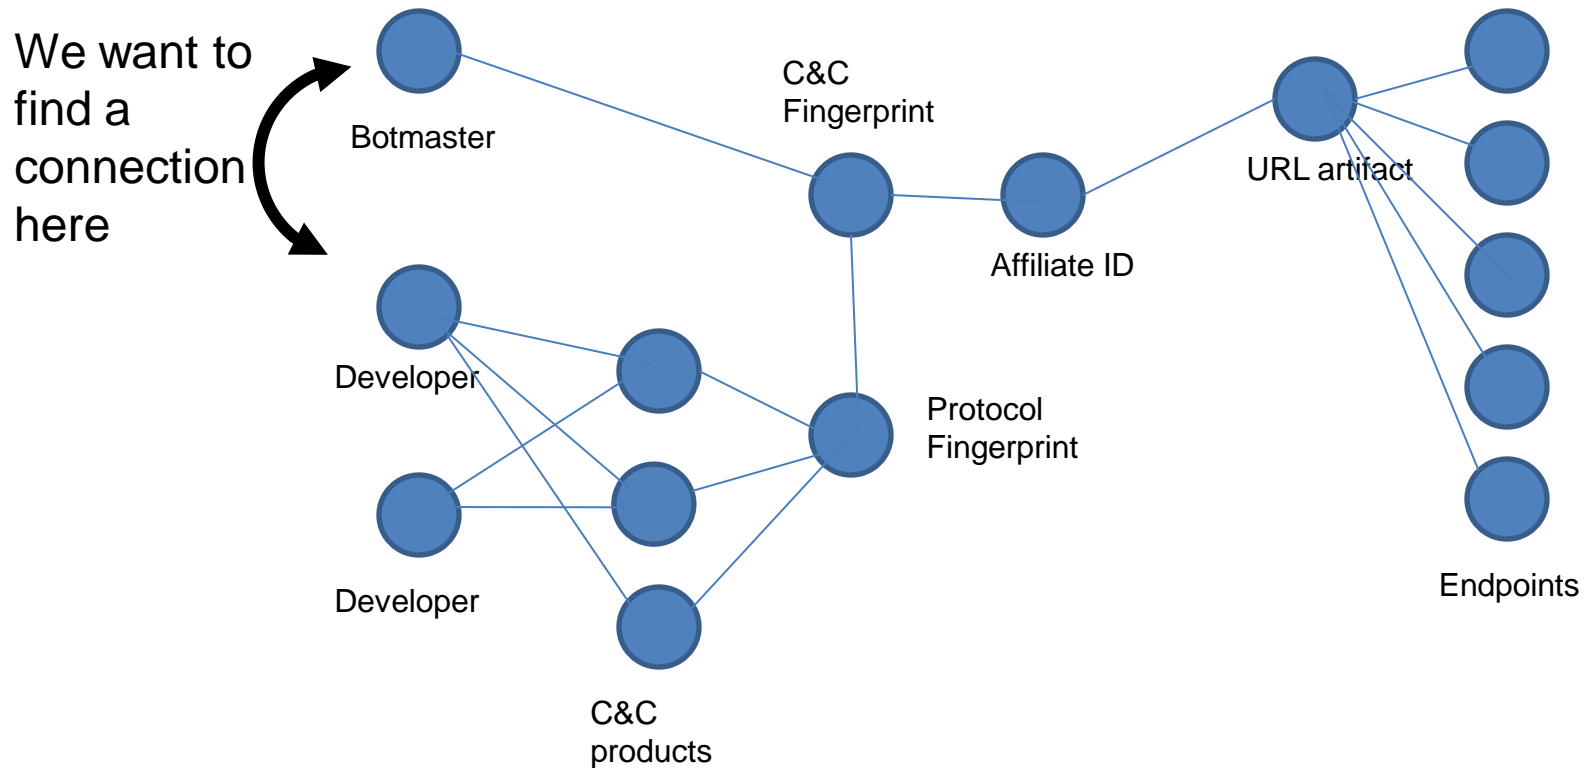 We want to
find a
connection
here
Botmaster
C&C
Fingerprint
URL artifact
Affiliate ID
Developer
Protocol
Fingerprint
Developer
Endpoints
C&C
products